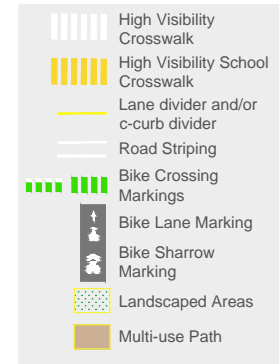 High Visibility
Crosswalk
High Visibility School
Crosswalk
Lane divider and/or
c-curb divider
Road Striping
Bike Crossing
Markings
Bike Lane Marking
Bike Sharrow
Marking
Landscaped Areas
Multi-use Path